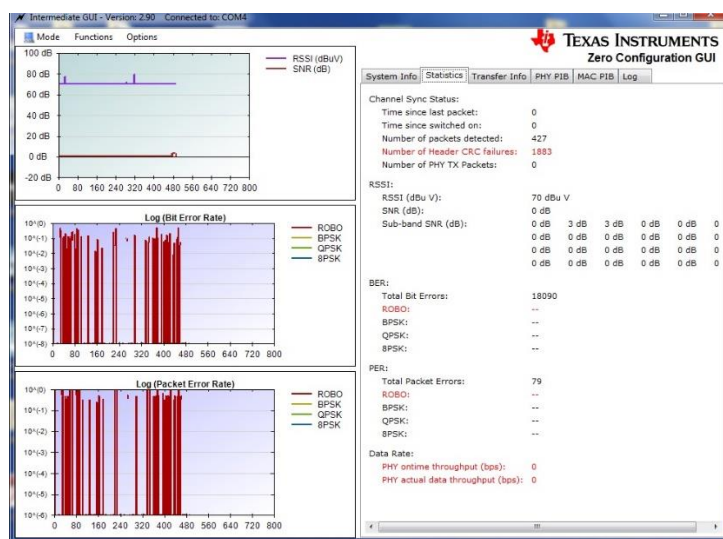 Intermediate GUI - Version: 2.90 Connected to: COM4
Mode Functions Options
TEXAS INSTRUMENTS
Zero Configuration GUI
100 dB
80 dB
60 dB
40 dB
20 dB
0 dB
-20 dB
0 80 160 240 320 400 480 560 640 720 800
RSSI (dBuV)
SNR (dB)
Log (Bit Error Rate)
10^(0)
10^(-1)
10^(-2)
10^(-3)
10^(-4)
10^(-5)
10^(-6)
10^(-7)
10^(-8)
0 80 160 240 320 400 480 560 640 720 800
ROBO
BPSK
QPSK
8PSK
Log (Packet Error Rate)
10^(0)
10^(-1)
10^(-2)
10^(-3)
10^(-4)
10^(-5)
10^(-6)
0 80 160 240 320 400 480 560 640 720 800
ROBO
BPSK
QPSK
8PSK
System Info Statistics Transfer Info PHY PIB MAC PIB Log
Channel Sync Status:
Time since last packet: 0
Time since switched on: 0
Number of packets detected: 427
Number of Header CRC failures: 1883
Number of PHY TX Packets: 0
RSSI:
RSSI (dBu V): 70 dBu V
SNR (dB): 0 dB
Sub-band SNR (dB): 0 dB 3 dB 3 dB 0 dB 0 dB 0
0 dB 0 dB 0 dB 0 dB 0 dB 0
0 dB 0 dB 0 dB 0 dB 0 dB 0
0 dB 0 dB 0 dB 0 dB 0 dB 0
BER:
Total Bit Errors: 18090
ROBO: --
BPSK: --
QPSK: --
8PSK: --
PER:
Total Packet Errors: 79
ROBO: --
BPSK: --
QPSK: --
8PSK: --
Data Rate:
PHY ontime throughput (bps): 0
PHY actual data throughput (bps): 0